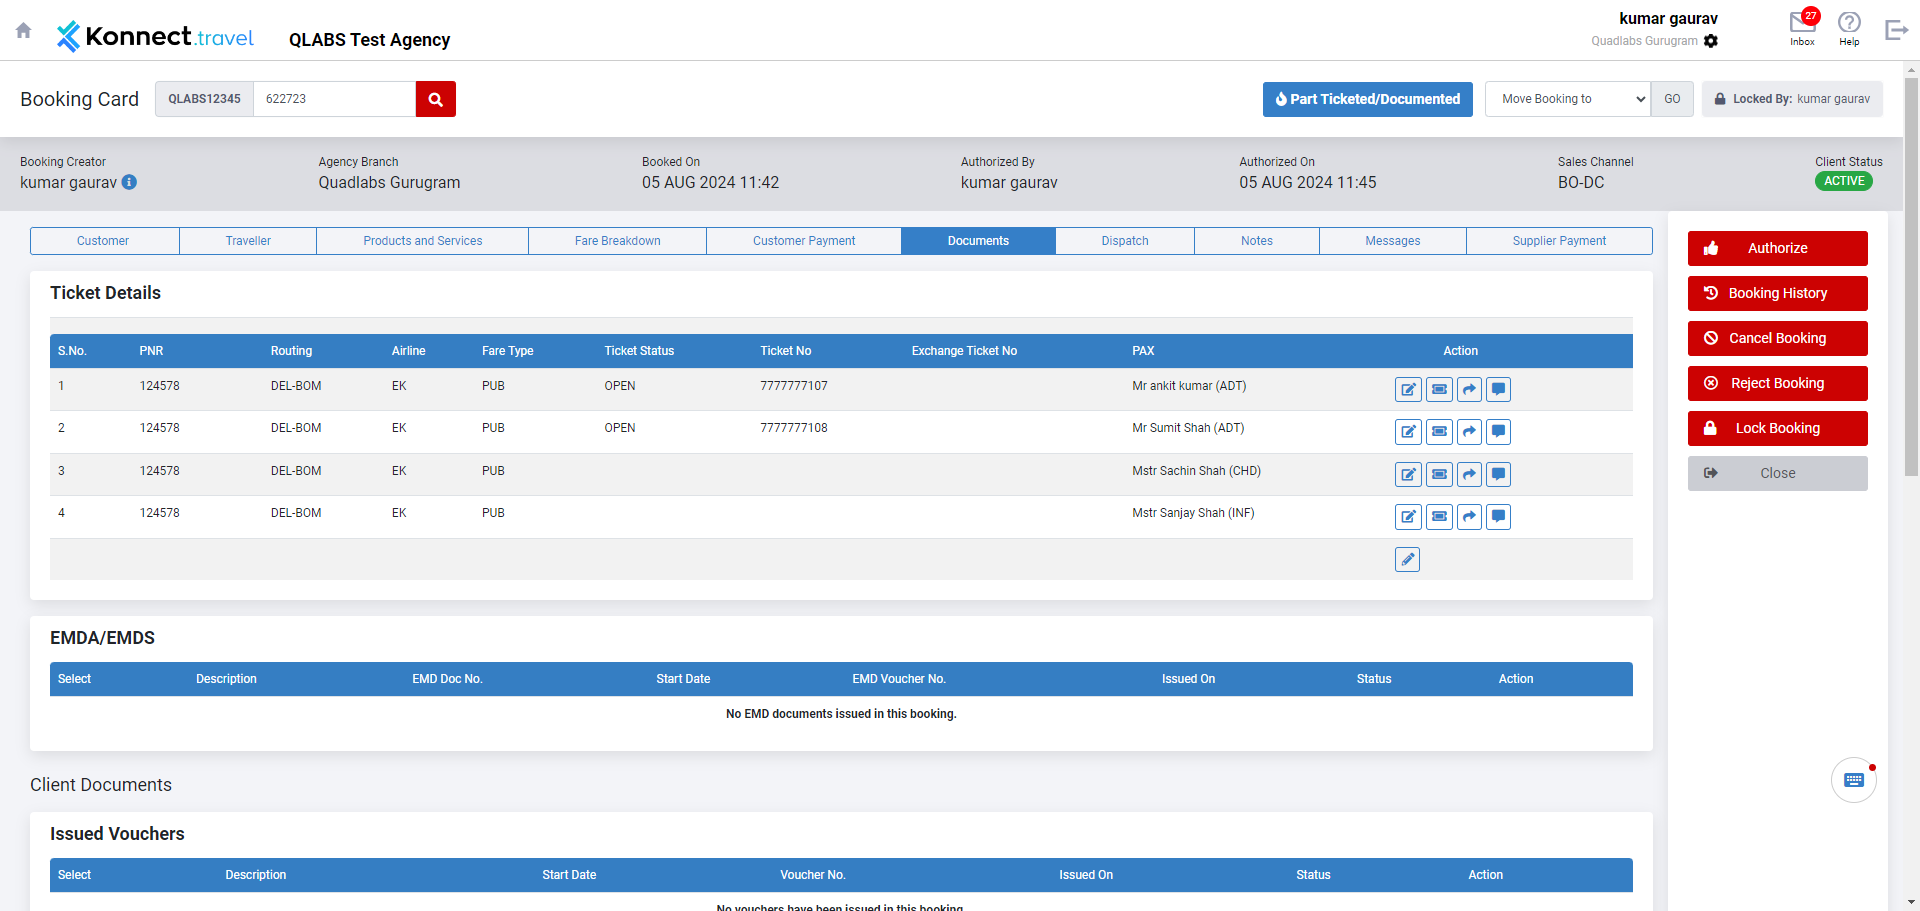 Konnect.travel QLABS Test Agency kumar gaurav
Quadlabs Gurugram
27
Inbox Help
Booking Card QLABS12345 622723 Part Ticketed/Documented Move Booking to GO Locked By: kumar gaurav
Booking Creator Agency Branch Booked On Authorized By Authorized On Sales Channel Client Status
kumar gaurav Quadlabs Gurugram 05 AUG 2024 11:42 kumar gaurav 05 AUG 2024 11:45 BO-DC ACTIVE
Customer Traveller Products and Services Fare Breakdown Customer Payment Documents Dispatch Notes Messages Supplier Payment
Ticket Details
S.No. PNR Routing Airline Fare Type Ticket Status Ticket No Exchange Ticket No PAX Action
1 124578 DEL-BOM EK PUB OPEN 7777777107 Mr ankit kumar (ADT)
2 124578 DEL-BOM EK PUB OPEN 7777777108 Mr Sumit Shah (ADT)
3 124578 DEL-BOM EK PUB Mstr Sachin Shah (CHD)
4 124578 DEL-BOM EK PUB Mstr Sanjay Shah (INF)
EMDA/EMDS
Select Description EMD Doc No. Start Date EMD Voucher No. Issued On Status Action
No EMD documents issued in this booking.
Client Documents
Issued Vouchers
Select Description Start Date Voucher No. Issued On Status Action
No vouchers have been issued in this booking.
Authorize
Booking History
Cancel Booking
Reject Booking
Lock Booking
Close